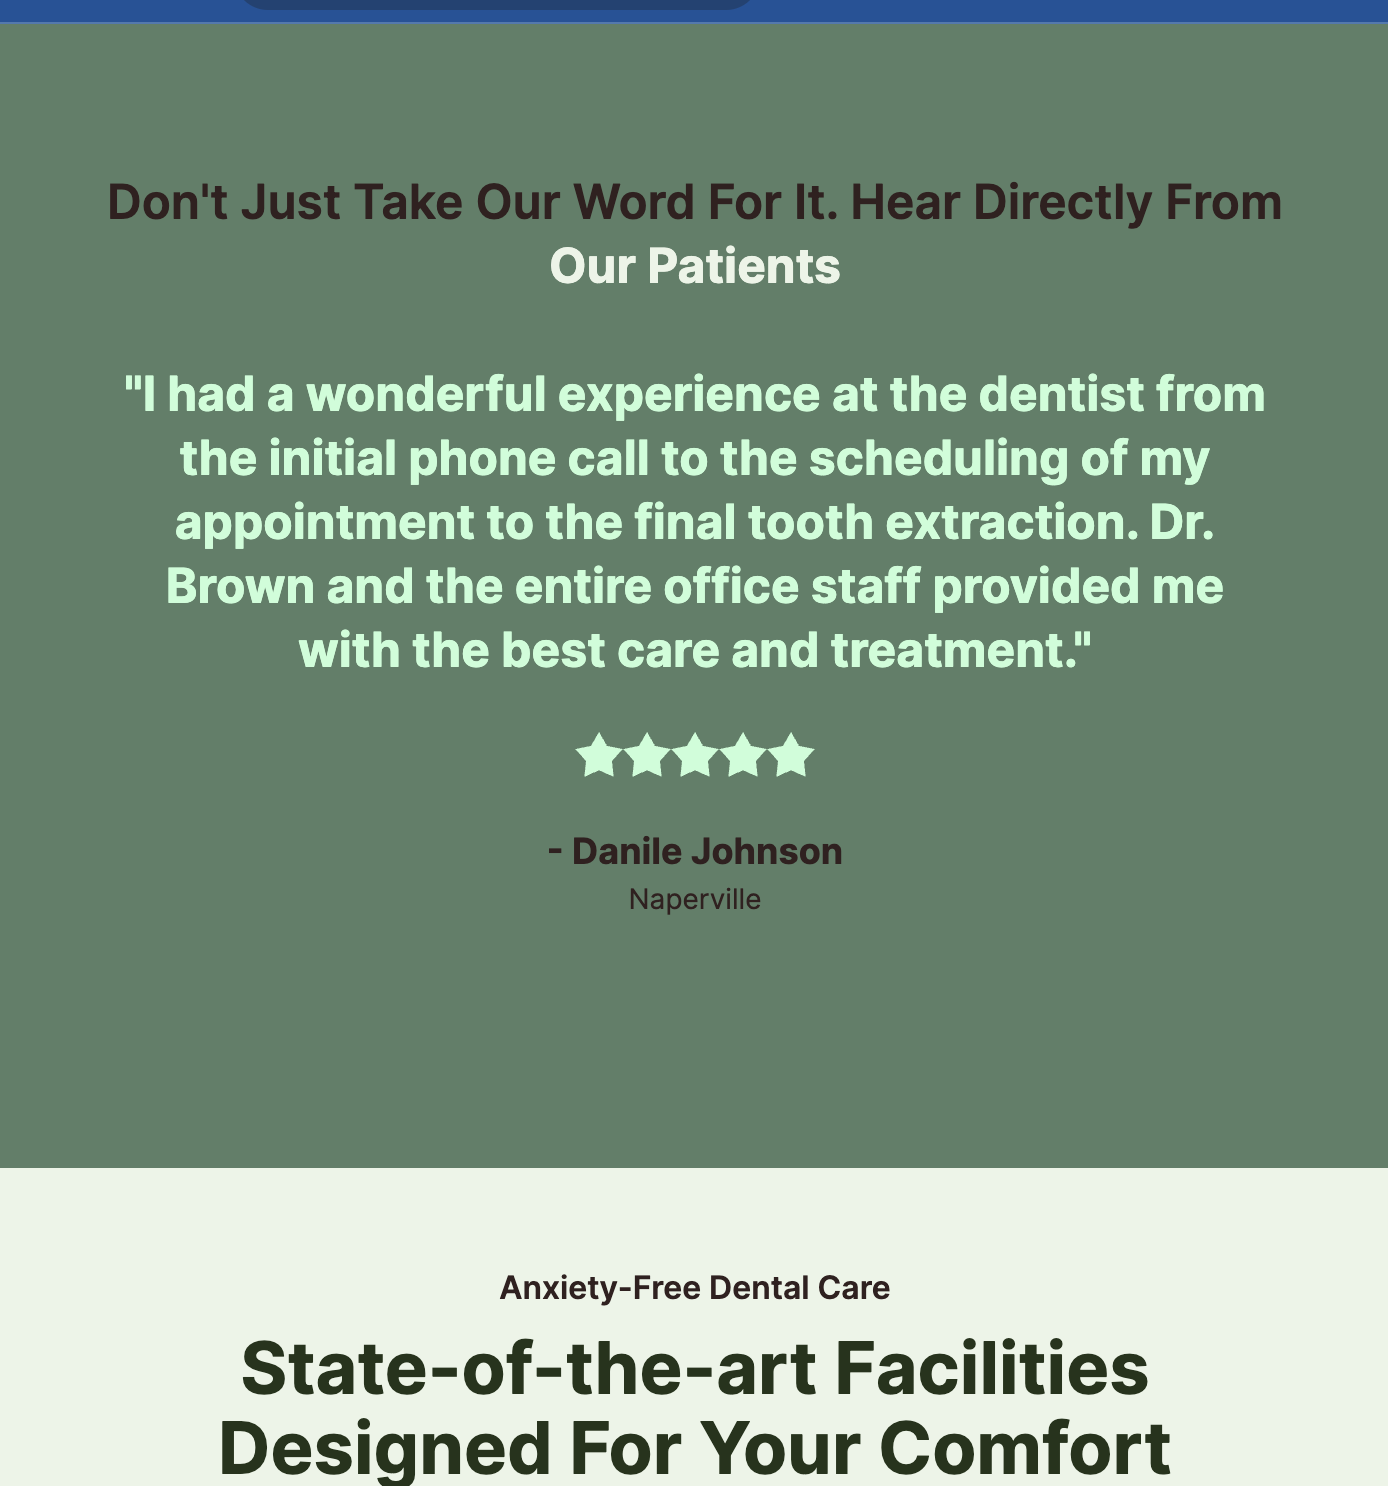 Don't Just Take Our Word For It. Hear Directly From
Our Patients
"I had a wonderful experience at the dentist from
the initial phone call to the scheduling of my
appointment to the final tooth extraction. Dr.
Brown and the entire office staff provided me
with the best care and treatment."
- Danile Johnson
Naperville
Anxiety-Free Dental Care
State-of-the-art Facilities
Designed For Your Comfort